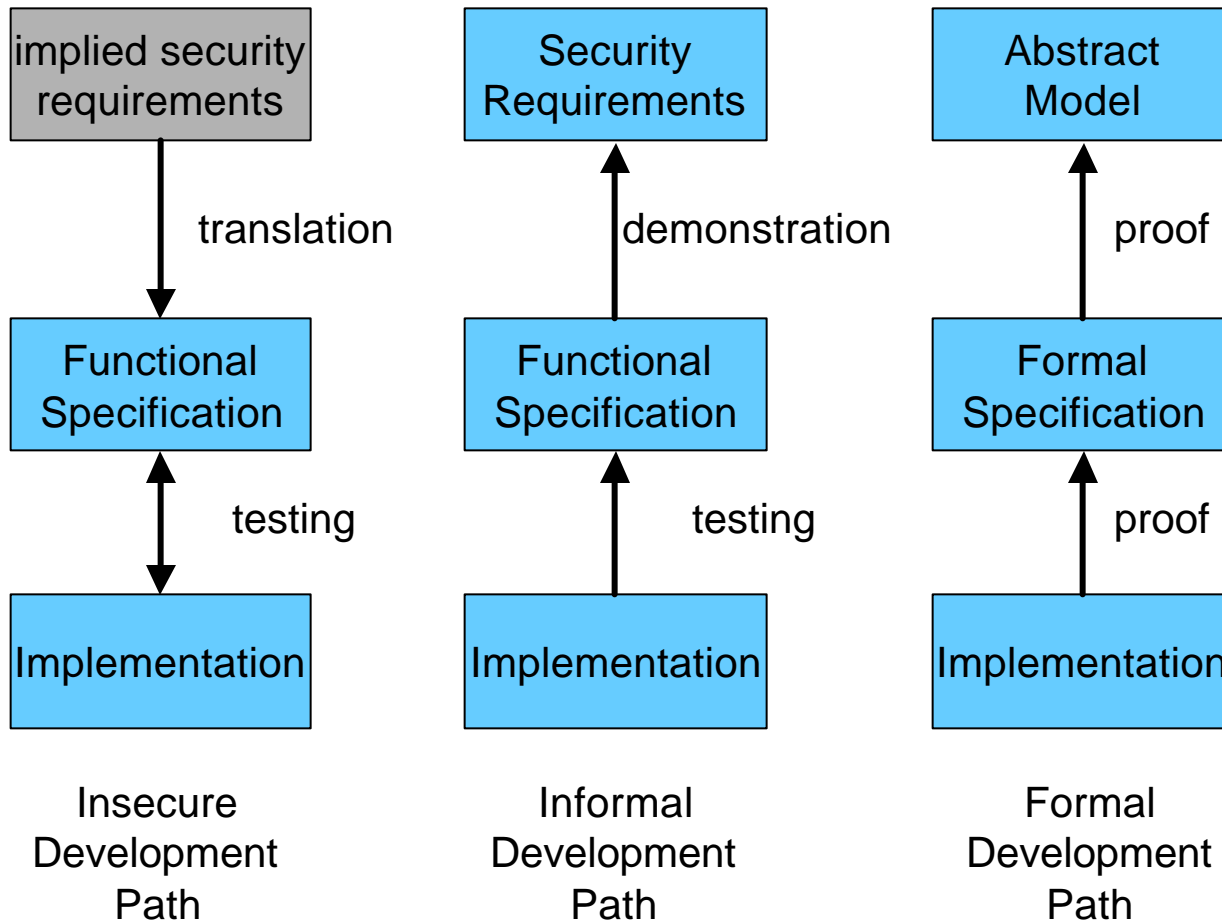 implied security
requirements
Security
Requirements
Abstract
Model
translation
demonstration
proof
Functional
Specification
Functional
Specification
Formal
Specification
testing
testing
proof
Implementation
Implementation
Implementation
Insecure
Development
Path
Informal
Development
Path
Formal
Development
Path